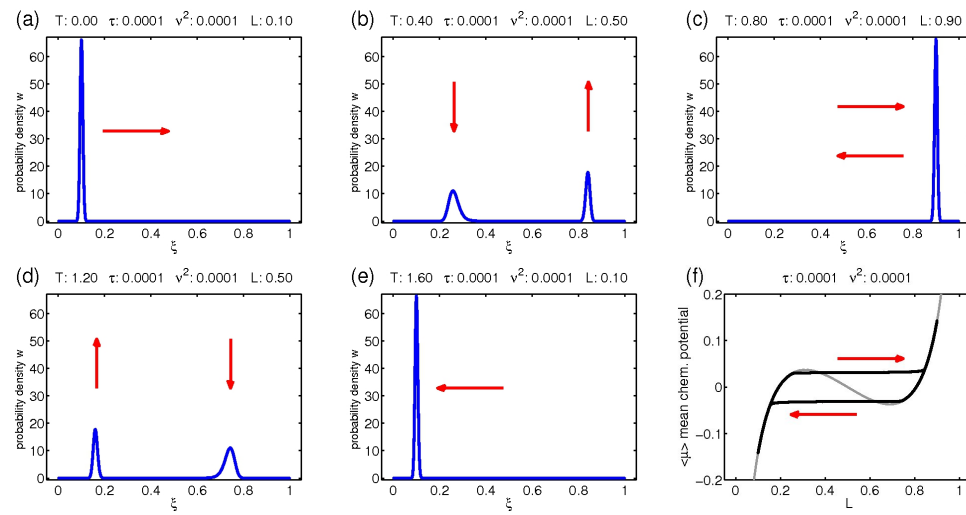 (a) T: 0.00 τ: 0.0001 ν²: 0.0001 L: 0.10
probability density w
60
50
40
30
20
10
0
0 0.2 0.4 0.6 0.8 1
ξ
(b) T: 0.40 τ: 0.0001 ν²: 0.0001 L: 0.50
probability density w
60
50
40
30
20
10
0
0 0.2 0.4 0.6 0.8 1
ξ
(c) T: 0.80 τ: 0.0001 ν²: 0.0001 L: 0.90
probability density w
60
50
40
30
20
10
0
0 0.2 0.4 0.6 0.8 1
ξ
(d) T: 1.20 τ: 0.0001 ν²: 0.0001 L: 0.50
probability density w
60
50
40
30
20
10
0
0 0.2 0.4 0.6 0.8 1
ξ
(e) T: 1.60 τ: 0.0001 ν²: 0.0001 L: 0.10
probability density w
60
50
40
30
20
10
0
0 0.2 0.4 0.6 0.8 1
ξ
(f) τ: 0.0001 ν²: 0.0001
<μ> mean chem. potential
0.2
0.1
0
−0.1
−0.2
0 0.2 0.4 0.6 0.8 1
L